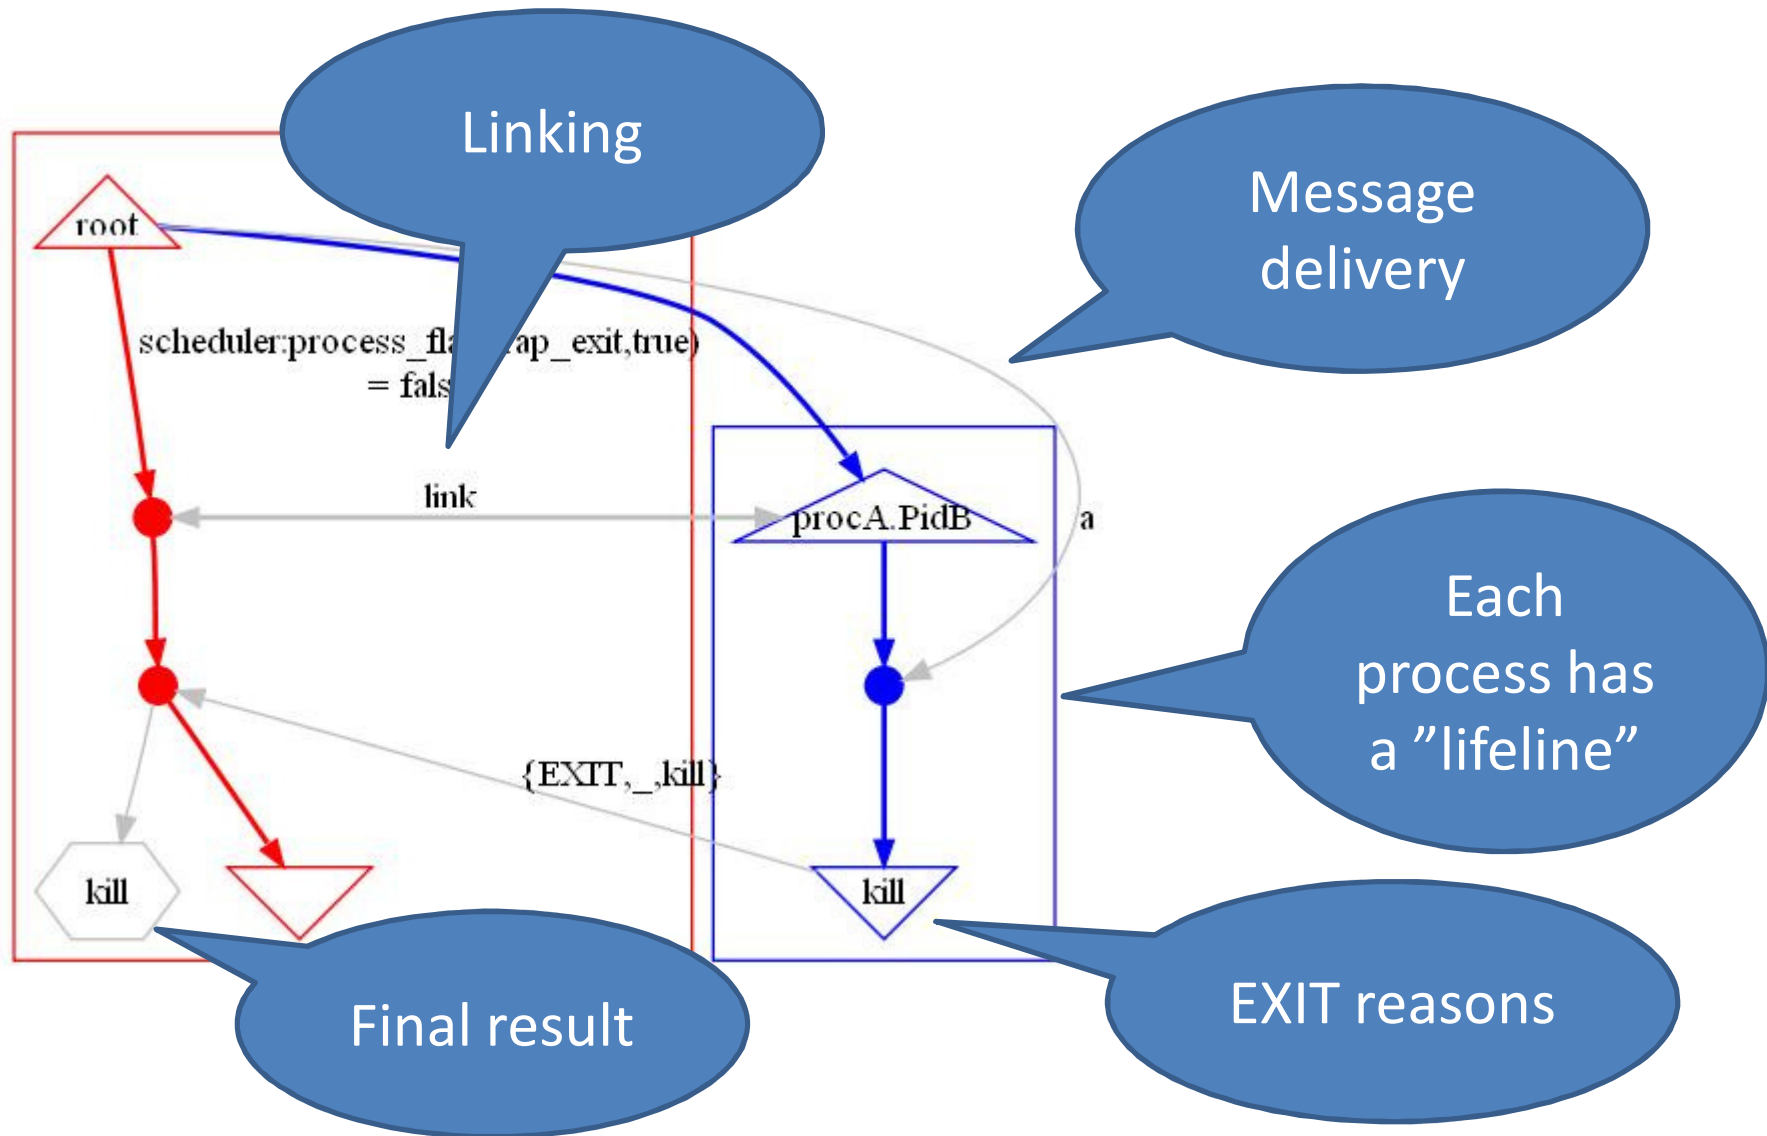 Linking
Message
delivery
root
scheduler:process_fla ap_exit,true)
= fals
link
procA.PidB
a
Each
process has
a ”lifeline”
{EXIT,_,kill}
kill
kill
EXIT reasons
Final result